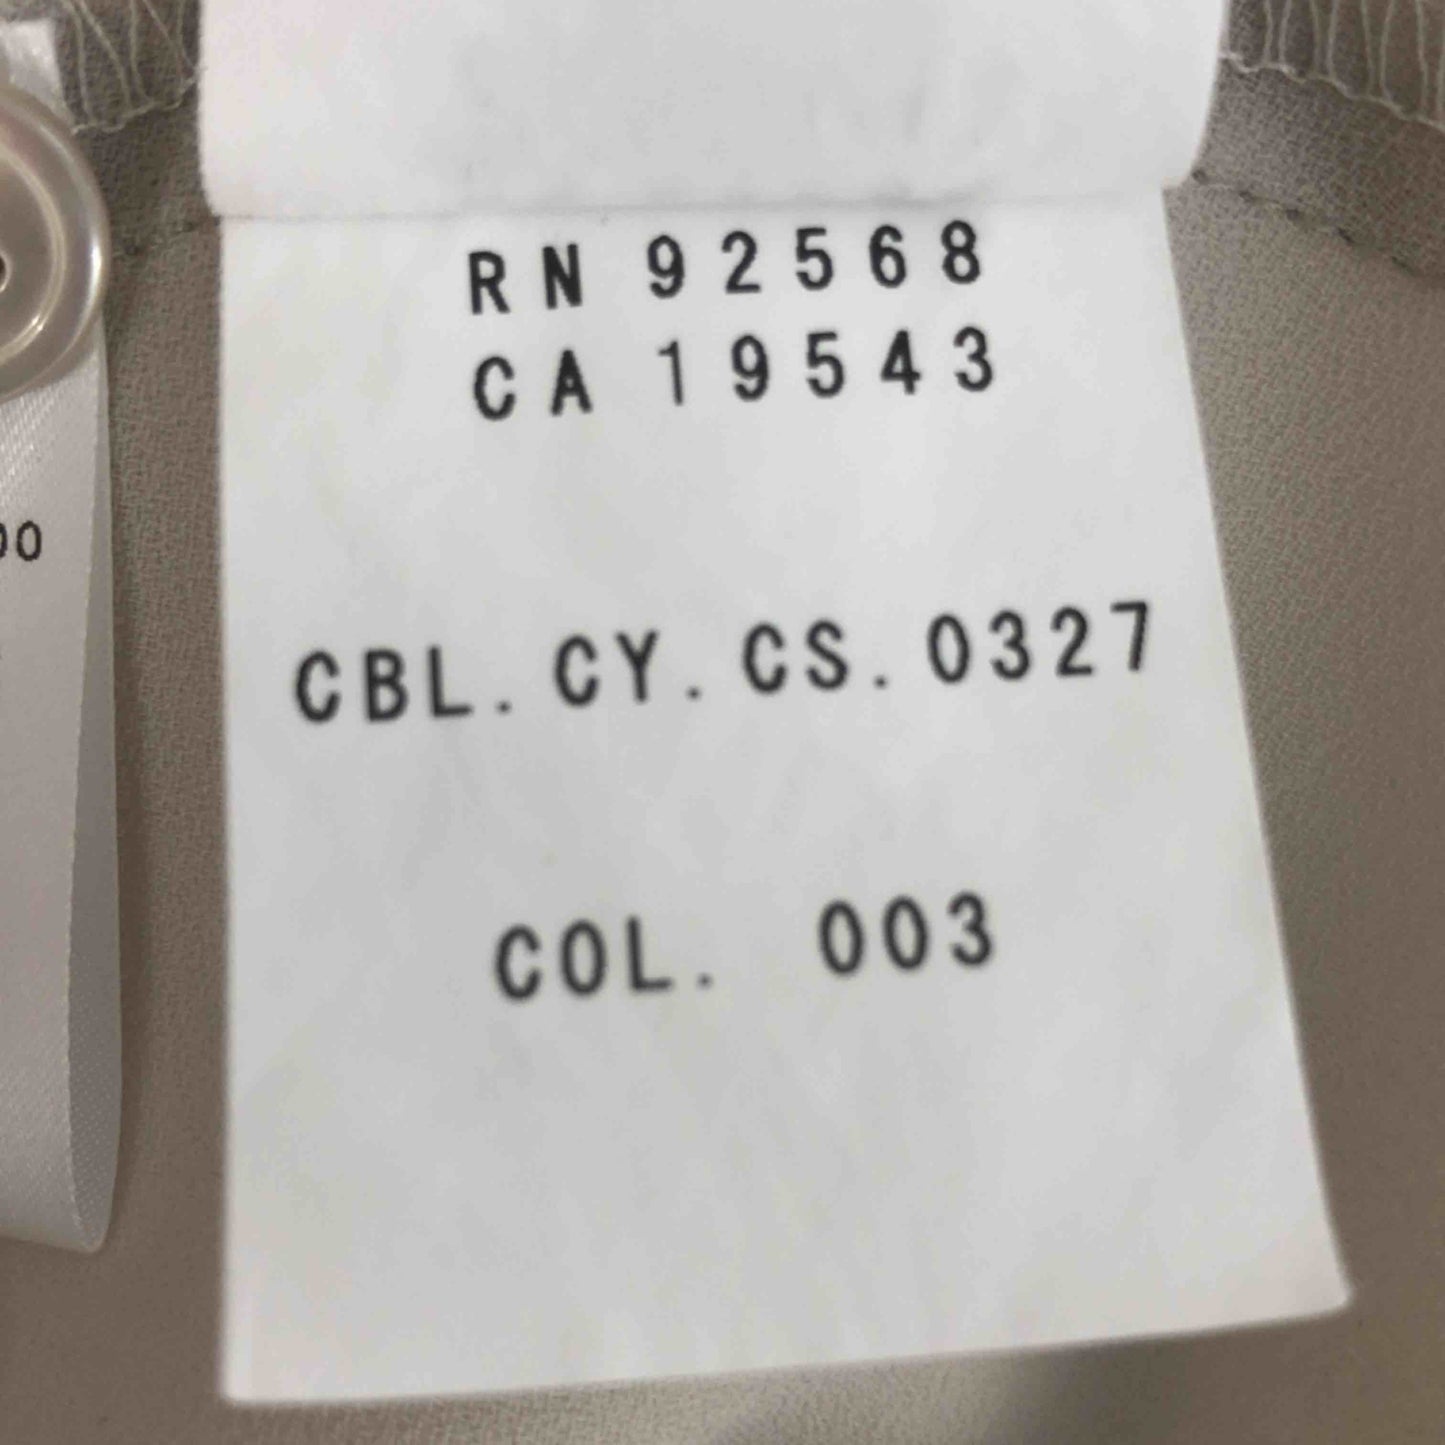 RN 92568
CA 19543
CBL.CY.CS.0327
COL. 003